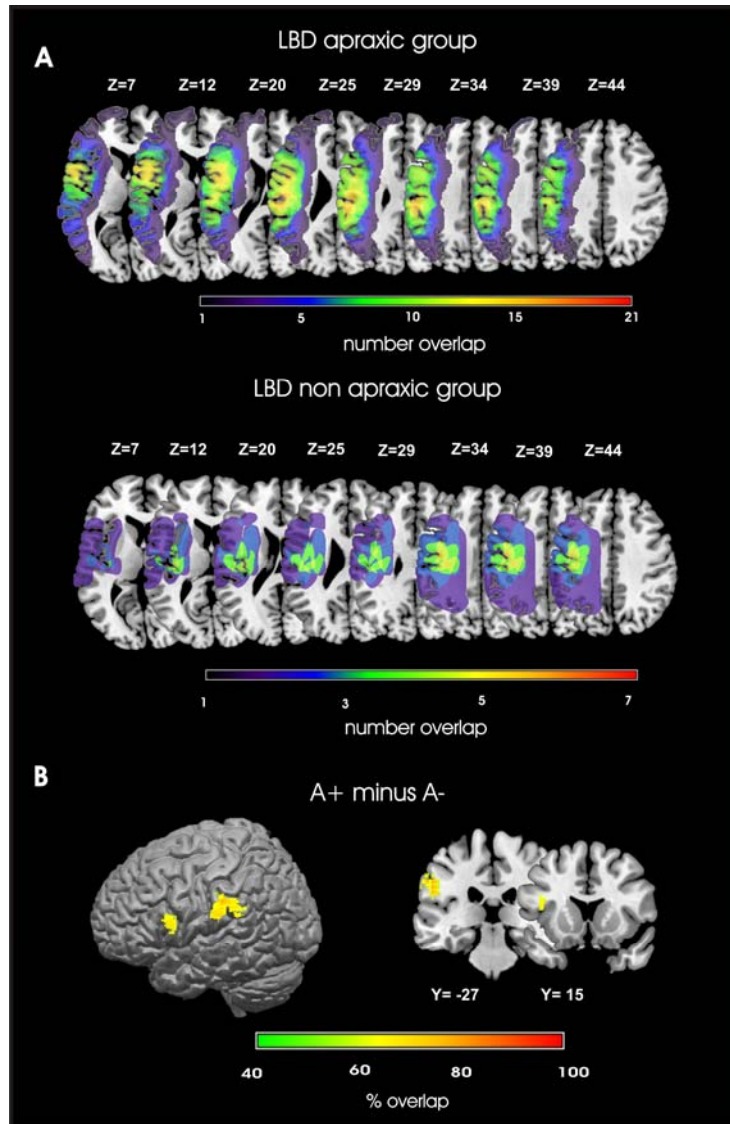 LBD apraxic group
A
Z=7 Z=12 Z=20 Z=25 Z=29 Z=34 Z=39 Z=44
1 5 10 15 21
number overlap
LBD non apraxic group
Z=7 Z=12 Z=20 Z=25 Z=29 Z=34 Z=39 Z=44
1 3 5 7
number overlap
B
A+ minus A-
Y= -27 Y= 15
40 60 80 100
% overlap